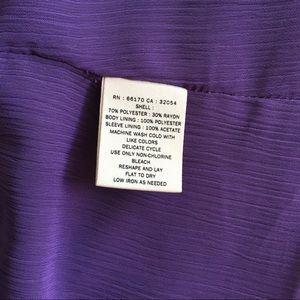 RN : 66170 CA : 32054
SHELL :
70% POLYESTER : 30% RAYON
BODY LINING : 100% POLYESTER
SLEEVE LINING : 100% ACETATE
MACHINE WASH COLD WITH
LIKE COLORS
DELICATE CYCLE
USE ONLY NON-CHLORINE
BLEACH
RESHAPE AND LAY
FLAT TO DRY
LOW IRON AS NEEDED